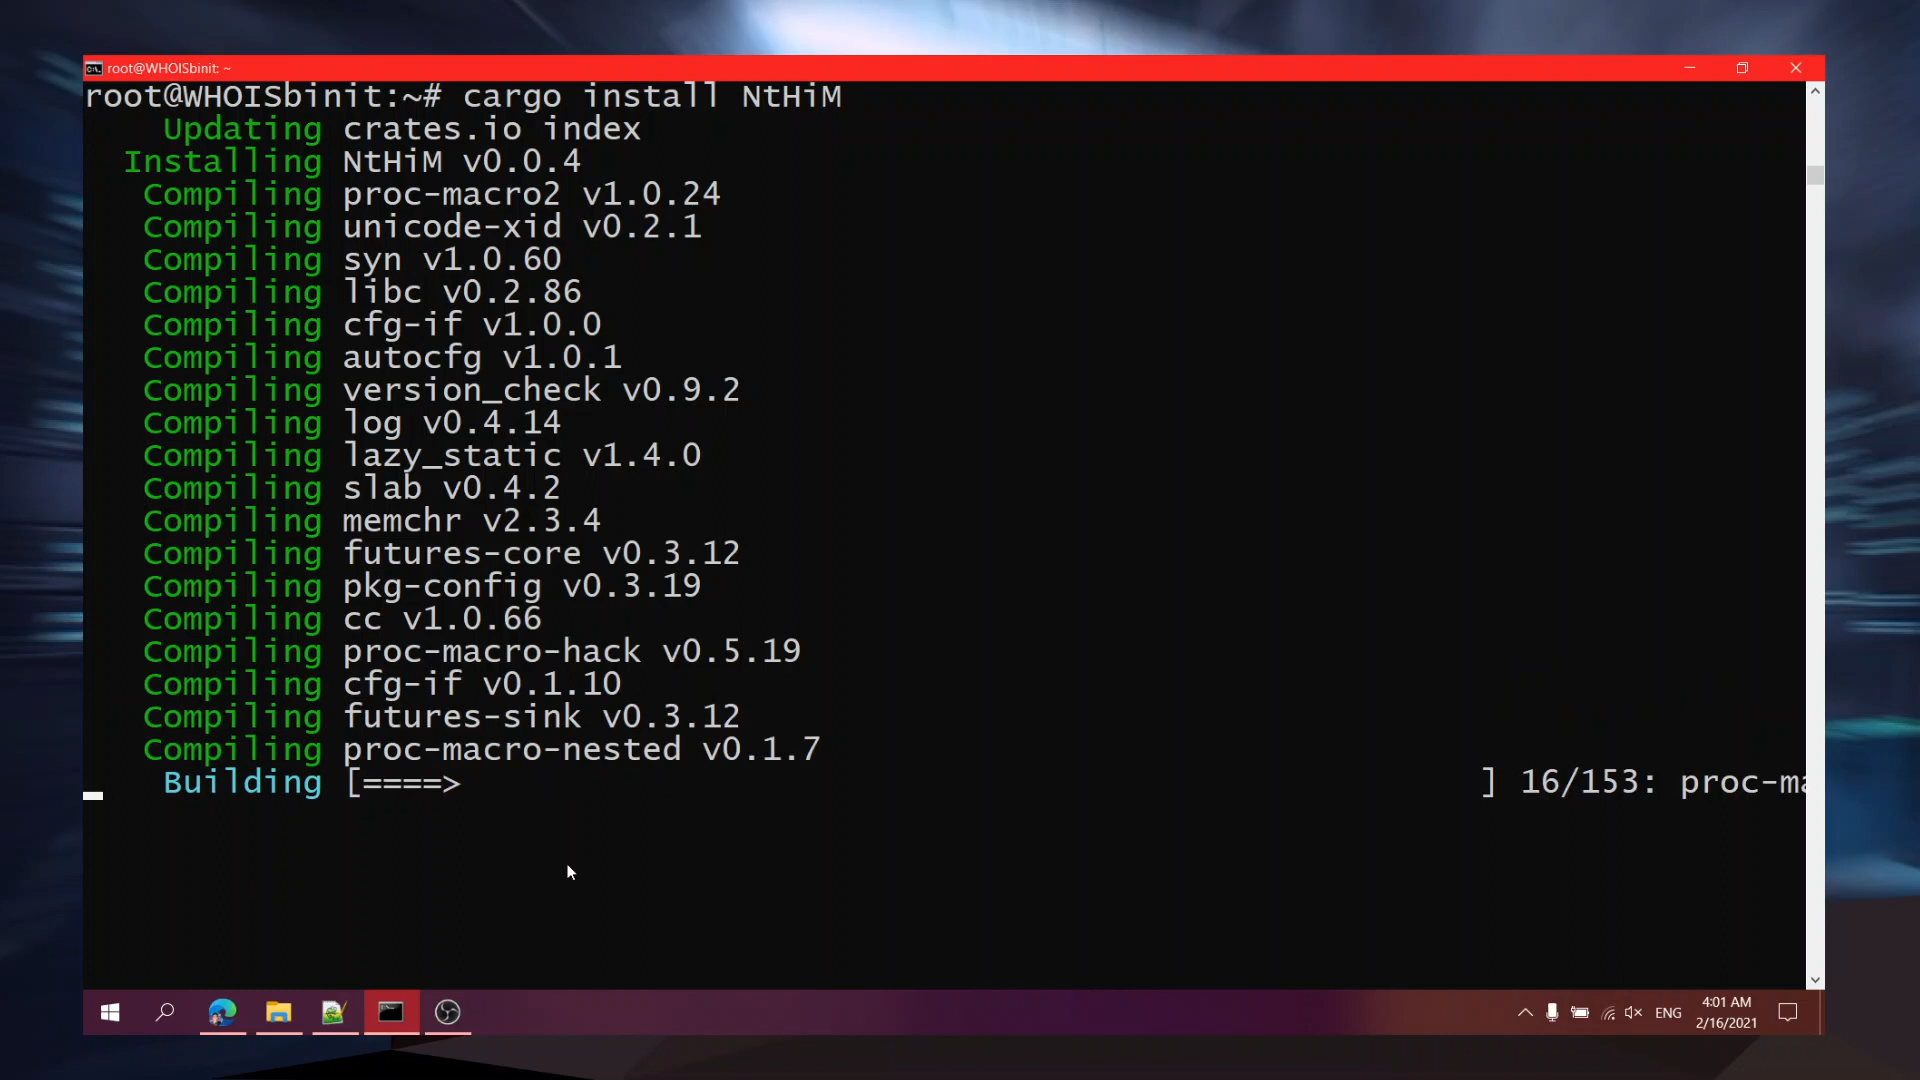 root@WHOISbinit: ~
root@WHOISbinit:~# cargo install NtHiM
Updating crates.io index
Installing NtHiM v0.0.4
Compiling proc-macro2 v1.0.24
Compiling unicode-xid v0.2.1
Compiling syn v1.0.60
Compiling libc v0.2.86
Compiling cfg-if v1.0.0
Compiling autocfg v1.0.1
Compiling version_check v0.9.2
Compiling log v0.4.14
Compiling lazy_static v1.4.0
Compiling slab v0.4.2
Compiling memchr v2.3.4
Compiling futures-core v0.3.12
Compiling pkg-config v0.3.19
Compiling cc v1.0.66
Compiling proc-macro-hack v0.5.19
Compiling cfg-if v0.1.10
Compiling futures-sink v0.3.12
Compiling proc-macro-nested v0.1.7
Building [====> ] 16/153: proc-ma
ENG
4:01 AM
2/16/2021